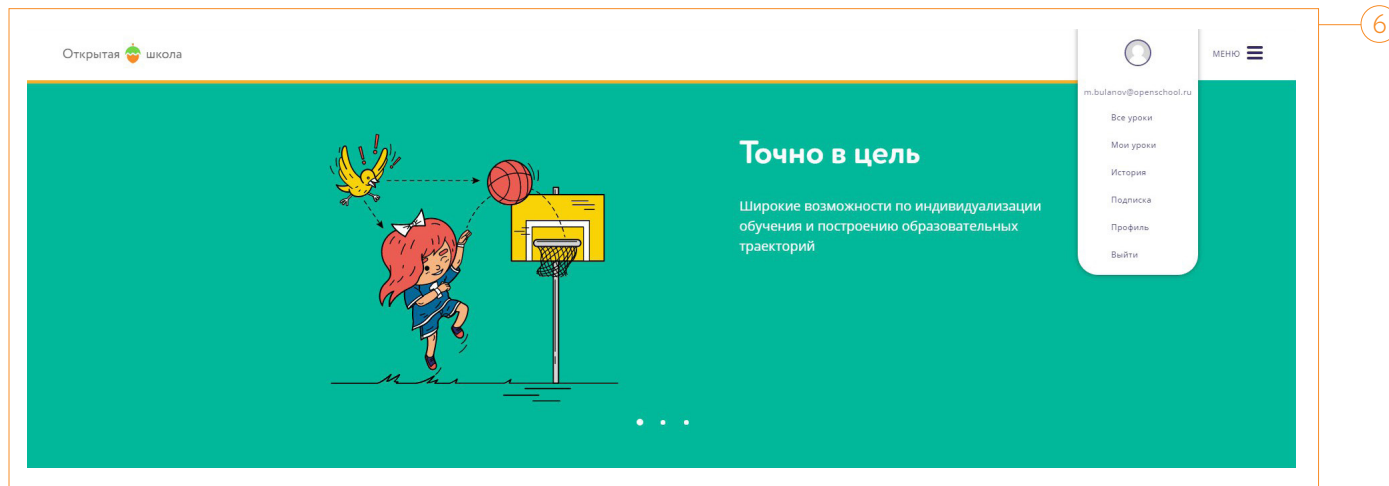 6
Открытая школа
МЕНЮ
m.bulanov@openschool.ru
Все уроки
Мои уроки
История
Подписка
Профиль
Выйти
Точно в цель
Широкие возможности по индивидуализации
обучения и построению образовательных
траекторий